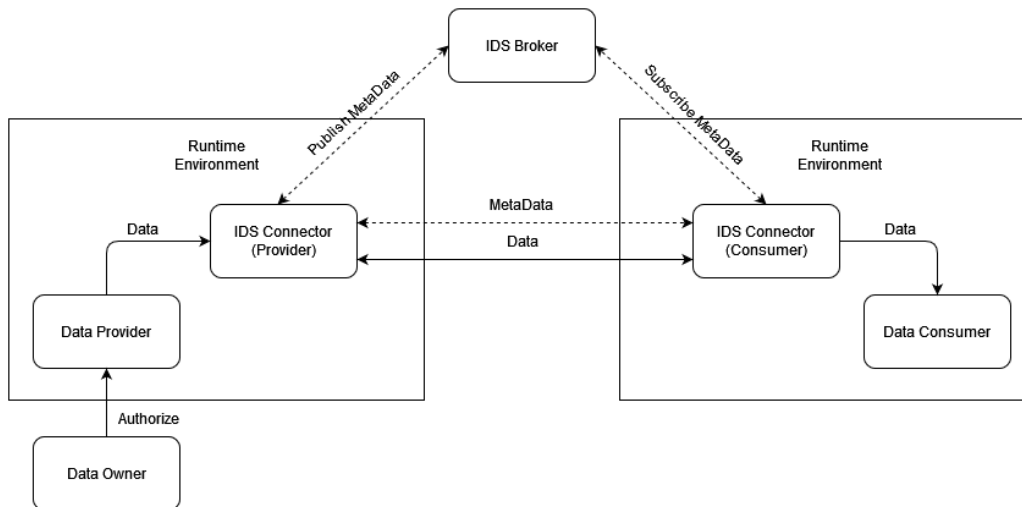 IDS Broker
Publish MetaData
Subscribe MetaData
Runtime
Environment
Runtime
Environment
MetaData
IDS Connector
(Provider)
IDS Connector
(Consumer)
Data
Data
Data
Data Provider
Data Consumer
Authorize
Data Owner